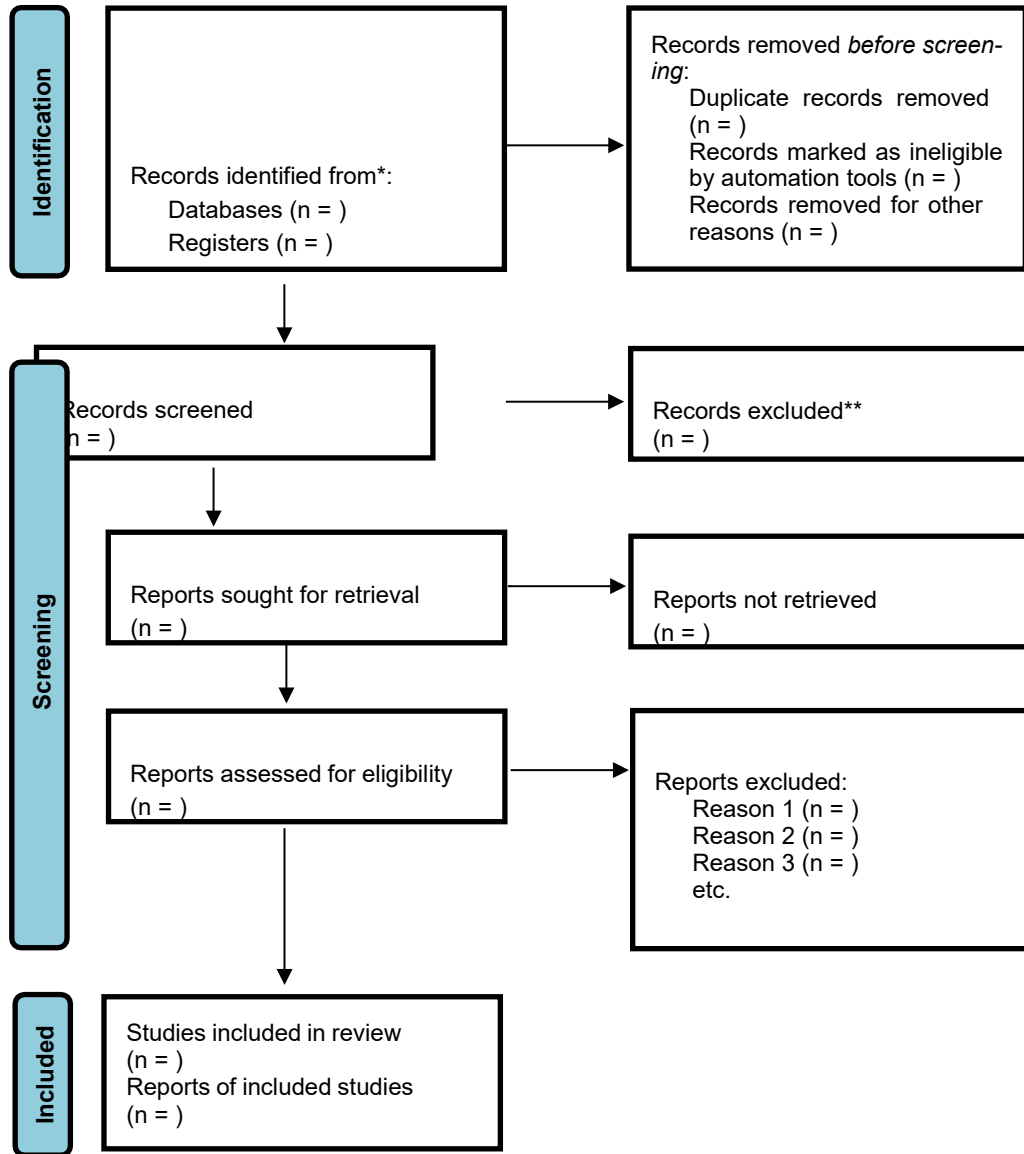 Identification
Records identified from*:
Databases (n = )
Registers (n = )
Records removed before screen-
ing:
Duplicate records removed
(n = )
Records marked as ineligible
by automation tools (n = )
Records removed for other
reasons (n = )
Screening
Records screened
(n = )
Records excluded**
(n = )
Reports sought for retrieval
(n = )
Reports not retrieved
(n = )
Reports assessed for eligibility
(n = )
Reports excluded:
Reason 1 (n = )
Reason 2 (n = )
Reason 3 (n = )
etc.
Included
Studies included in review
(n = )
Reports of included studies
(n = )